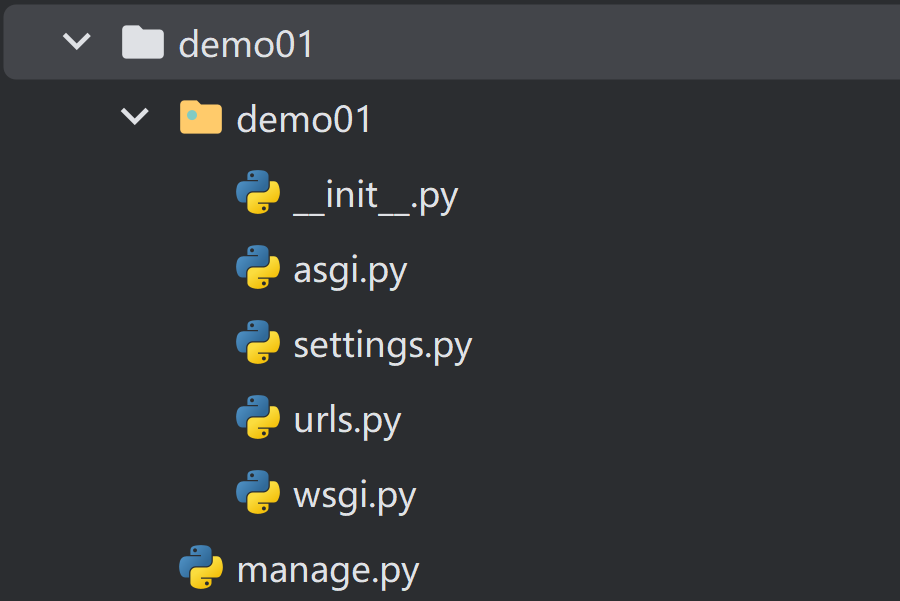 demo01
demo01
__init__.py
asgi.py
settings.py
urls.py
wsgi.py
manage.py